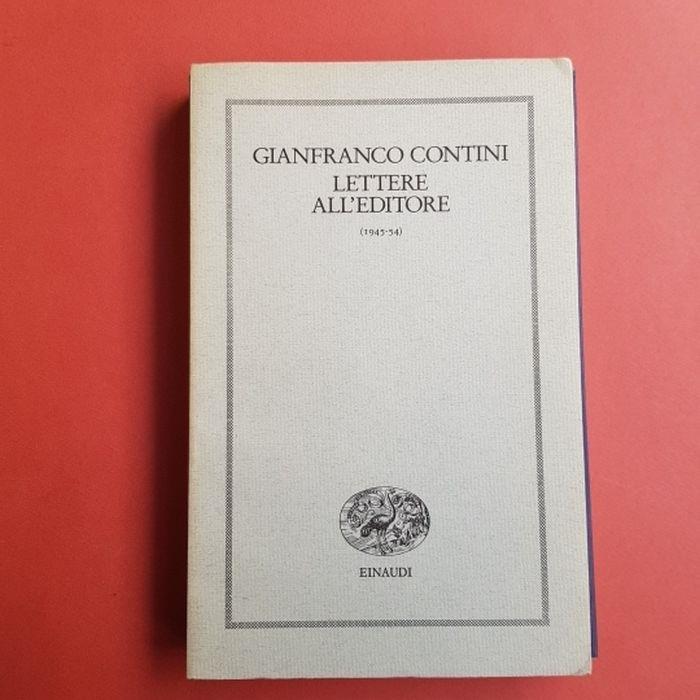 GIANFRANCO CONTINI
LETTERE
ALL'EDITORE
(1945-54)
EINAUDI